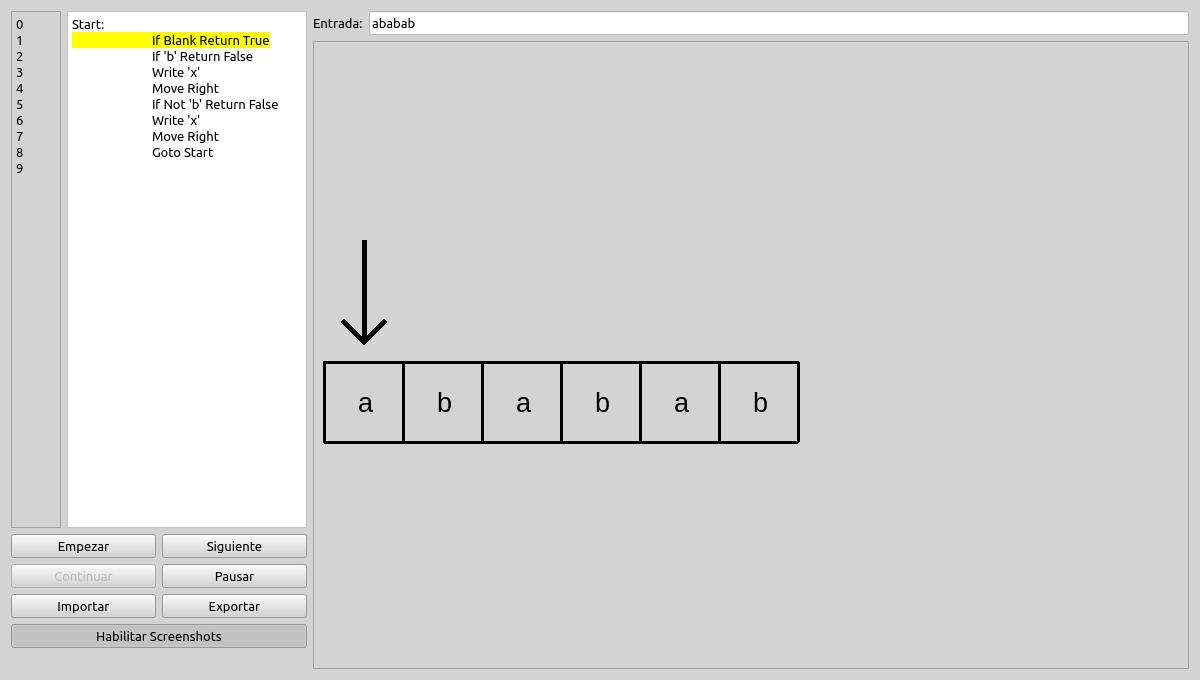 0 Start:
1 If Blank Return True
2 If 'b' Return False
3 Write 'x'
4 Move Right
5 If Not 'b' Return False
6 Write 'x'
7 Move Right
8 Goto Start
9
Entrada: ababab
a b a b a b
Empezar Siguiente
Continuar Pausar
Importar Exportar
Habilitar Screenshots